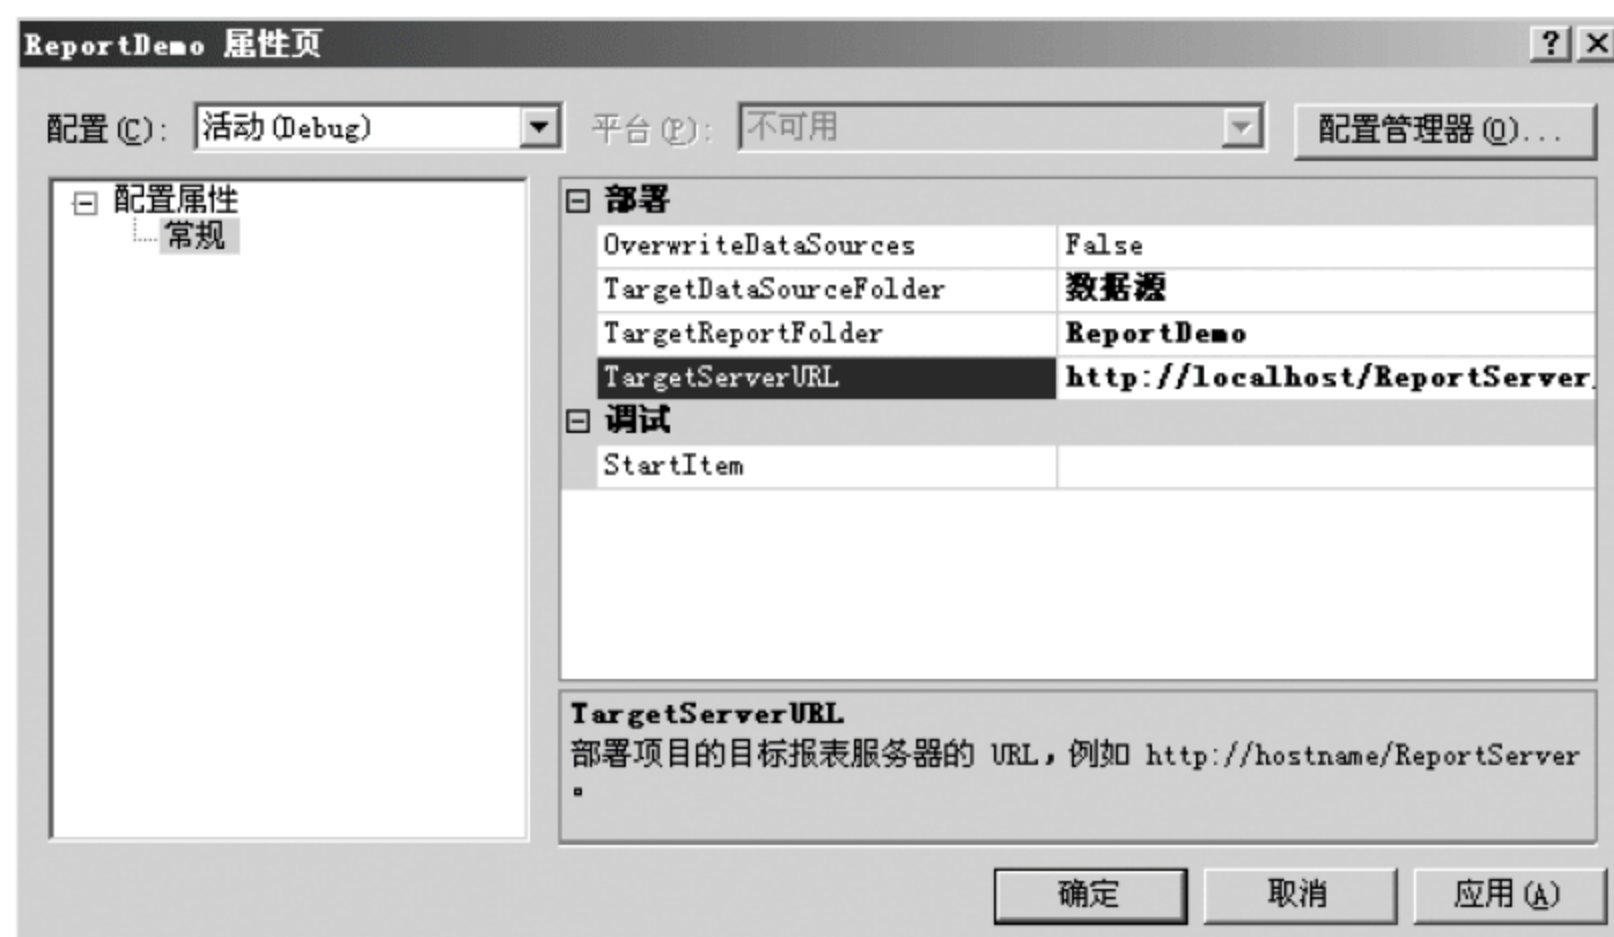 ReportDemo 属性页
配置(C): 活动(Debug) 平台(P): 不可用 配置管理器(O)...
配置属性
常规
部署
OverwriteDataSources False
TargetDataSourceFolder 数据源
TargetReportFolder ReportDemo
TargetServerURL http://localhost/ReportServer
调试
StartItem
TargetServerURL
部署项目的目标报表服务器的 URL，例如 http://hostname/ReportServer
。
确定 取消 应用(A)